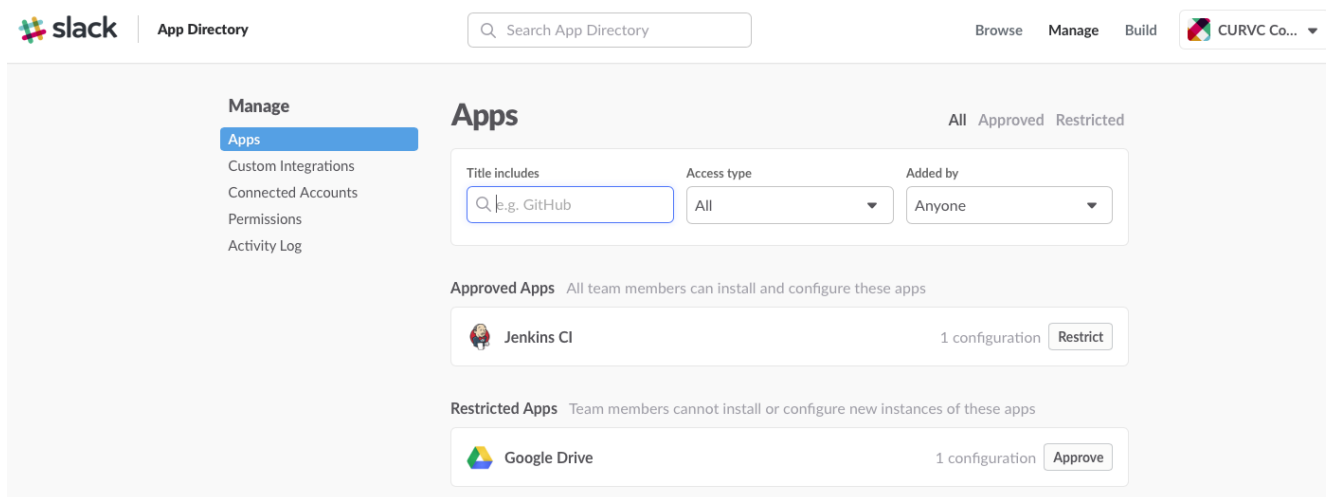 slack App Directory Search App Directory Browse Manage Build CURVC Co...
Manage
Apps
Custom Integrations
Connected Accounts
Permissions
Activity Log
Apps All Approved Restricted
Title includes Access type Added by
e.g. GitHub All Anyone
Approved Apps All team members can install and configure these apps
Jenkins CI 1 configuration Restrict
Restricted Apps Team members cannot install or configure new instances of these apps
Google Drive 1 configuration Approve